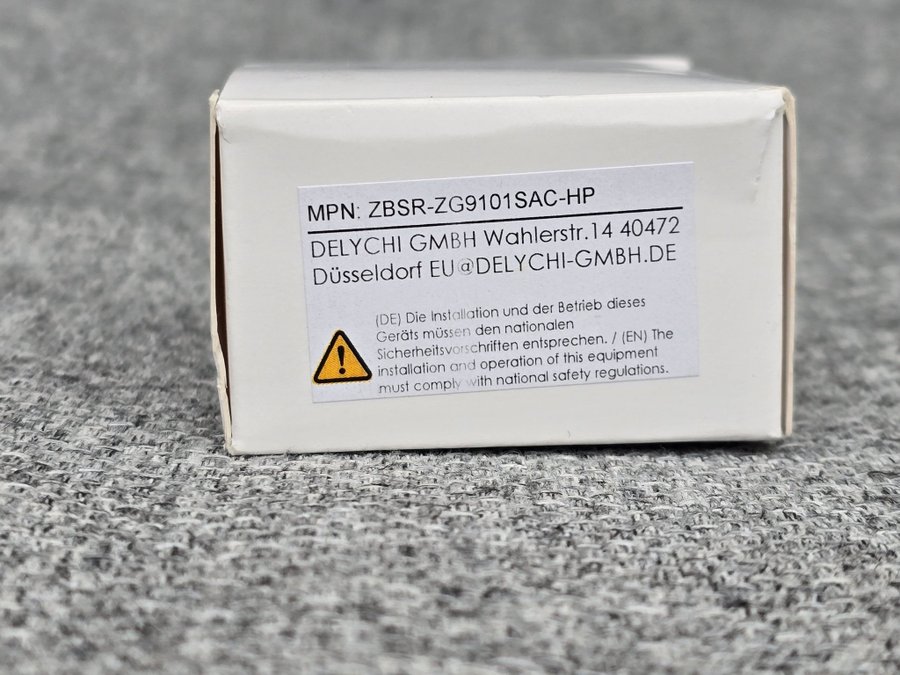 MPN: ZBSR-ZG9101SAC-HP
DELYCHI GMBH Wahlerstr.14 40472
Düsseldorf EU@DELYCHI-GMBH.DE
(DE) Die Installation und der Betrieb dieses
Geräts müssen den nationalen
Sicherheitsvorschriften entsprechen. / (EN) The
installation and operation of this equipment
must comply with national safety regulations.